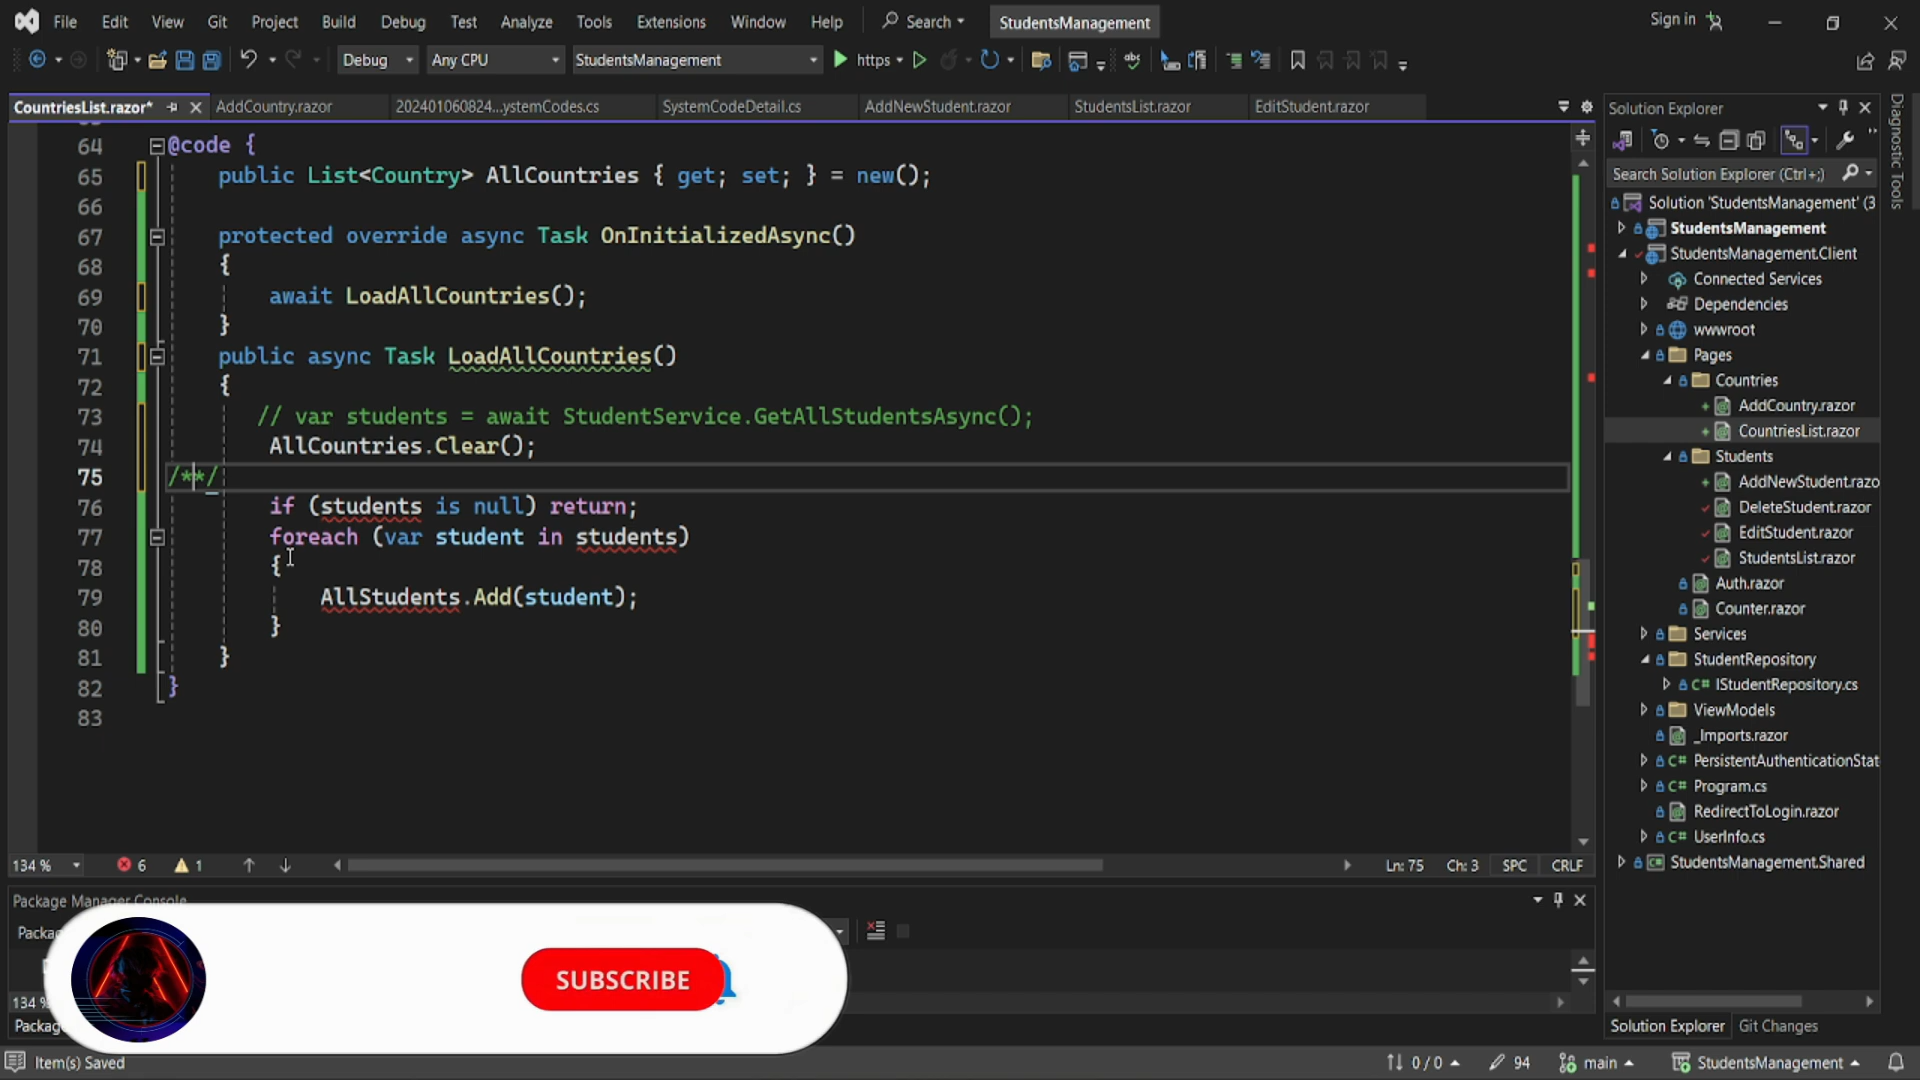 File Edit View Git Project Build Debug Test Analyze Tools Extensions Window Help Search StudentsManagement Sign in
Debug Any CPU StudentsManagement https
CountriesList.razor* AddCountry.razor 202401060824...ystemCodes.cs SystemCodeDetail.cs AddNewStudent.razor StudentsList.razor EditStudent.razor
64 @code {
65 public List<Country> AllCountries { get; set; } = new();
66
67 protected override async Task OnInitializedAsync()
68 {
69 await LoadAllCountries();
70 }
71 public async Task LoadAllCountries()
72 {
73 // var students = await StudentService.GetAllStudentsAsync();
74 AllCountries.Clear();
75 /**/
76 if (students is null) return;
77 foreach (var student in students)
78 {
79 AllStudents.Add(student);
80 }
81 }
82 }
83
134 % 6 1 Ln: 75 Ch: 3 SPC CRLF
Package Manager Console
Packa
134 %
Packag
SUBSCRIBE
Solution Explorer
Search Solution Explorer (Ctrl+;)
Solution 'StudentsManagement' (3
StudentsManagement
StudentsManagement.Client
Connected Services
Dependencies
wwwroot
Pages
Countries
AddCountry.razor
CountriesList.razor
Students
AddNewStudent.razo
DeleteStudent.razor
EditStudent.razor
StudentsList.razor
Auth.razor
Counter.razor
Services
StudentRepository
IStudentRepository.cs
ViewModels
_Imports.razor
PersistentAuthenticationStat
Program.cs
RedirectToLogin.razor
UserInfo.cs
StudentsManagement.Shared
Solution Explorer Git Changes
Diagnostic Tools
Item(s) Saved 0 / 0 94 main StudentsManagement